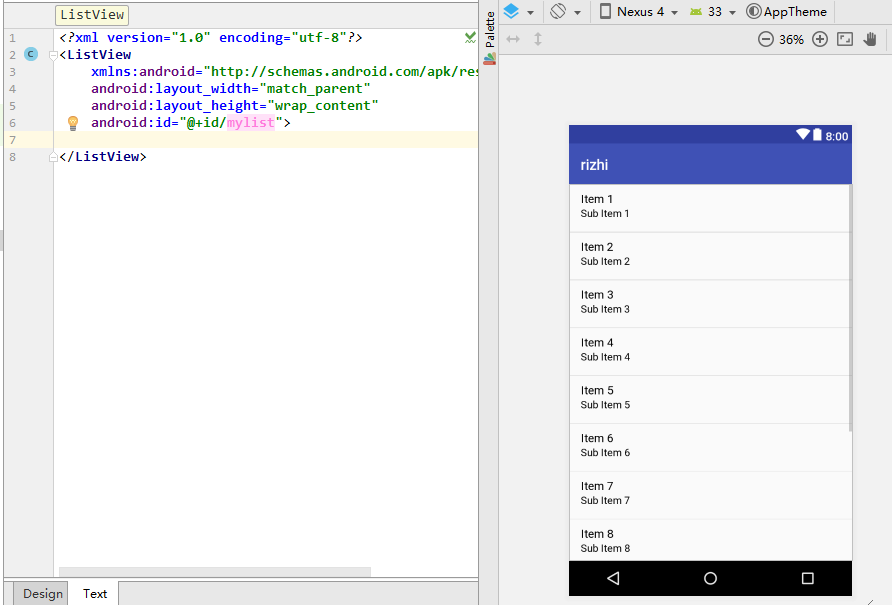 ListView
1 <?xml version="1.0" encoding="utf-8"?>
2 C <ListView
3 xmlns:android="http://schemas.android.com/apk/res
4 android:layout_width="match_parent"
5 android:layout_height="wrap_content"
6 android:id="@+id/mylist">
7
8 </ListView>
Design Text
Palette
Nexus 4 33 AppTheme
36%
8:00
rizhi
Item 1
Sub Item 1
Item 2
Sub Item 2
Item 3
Sub Item 3
Item 4
Sub Item 4
Item 5
Sub Item 5
Item 6
Sub Item 6
Item 7
Sub Item 7
Item 8
Sub Item 8